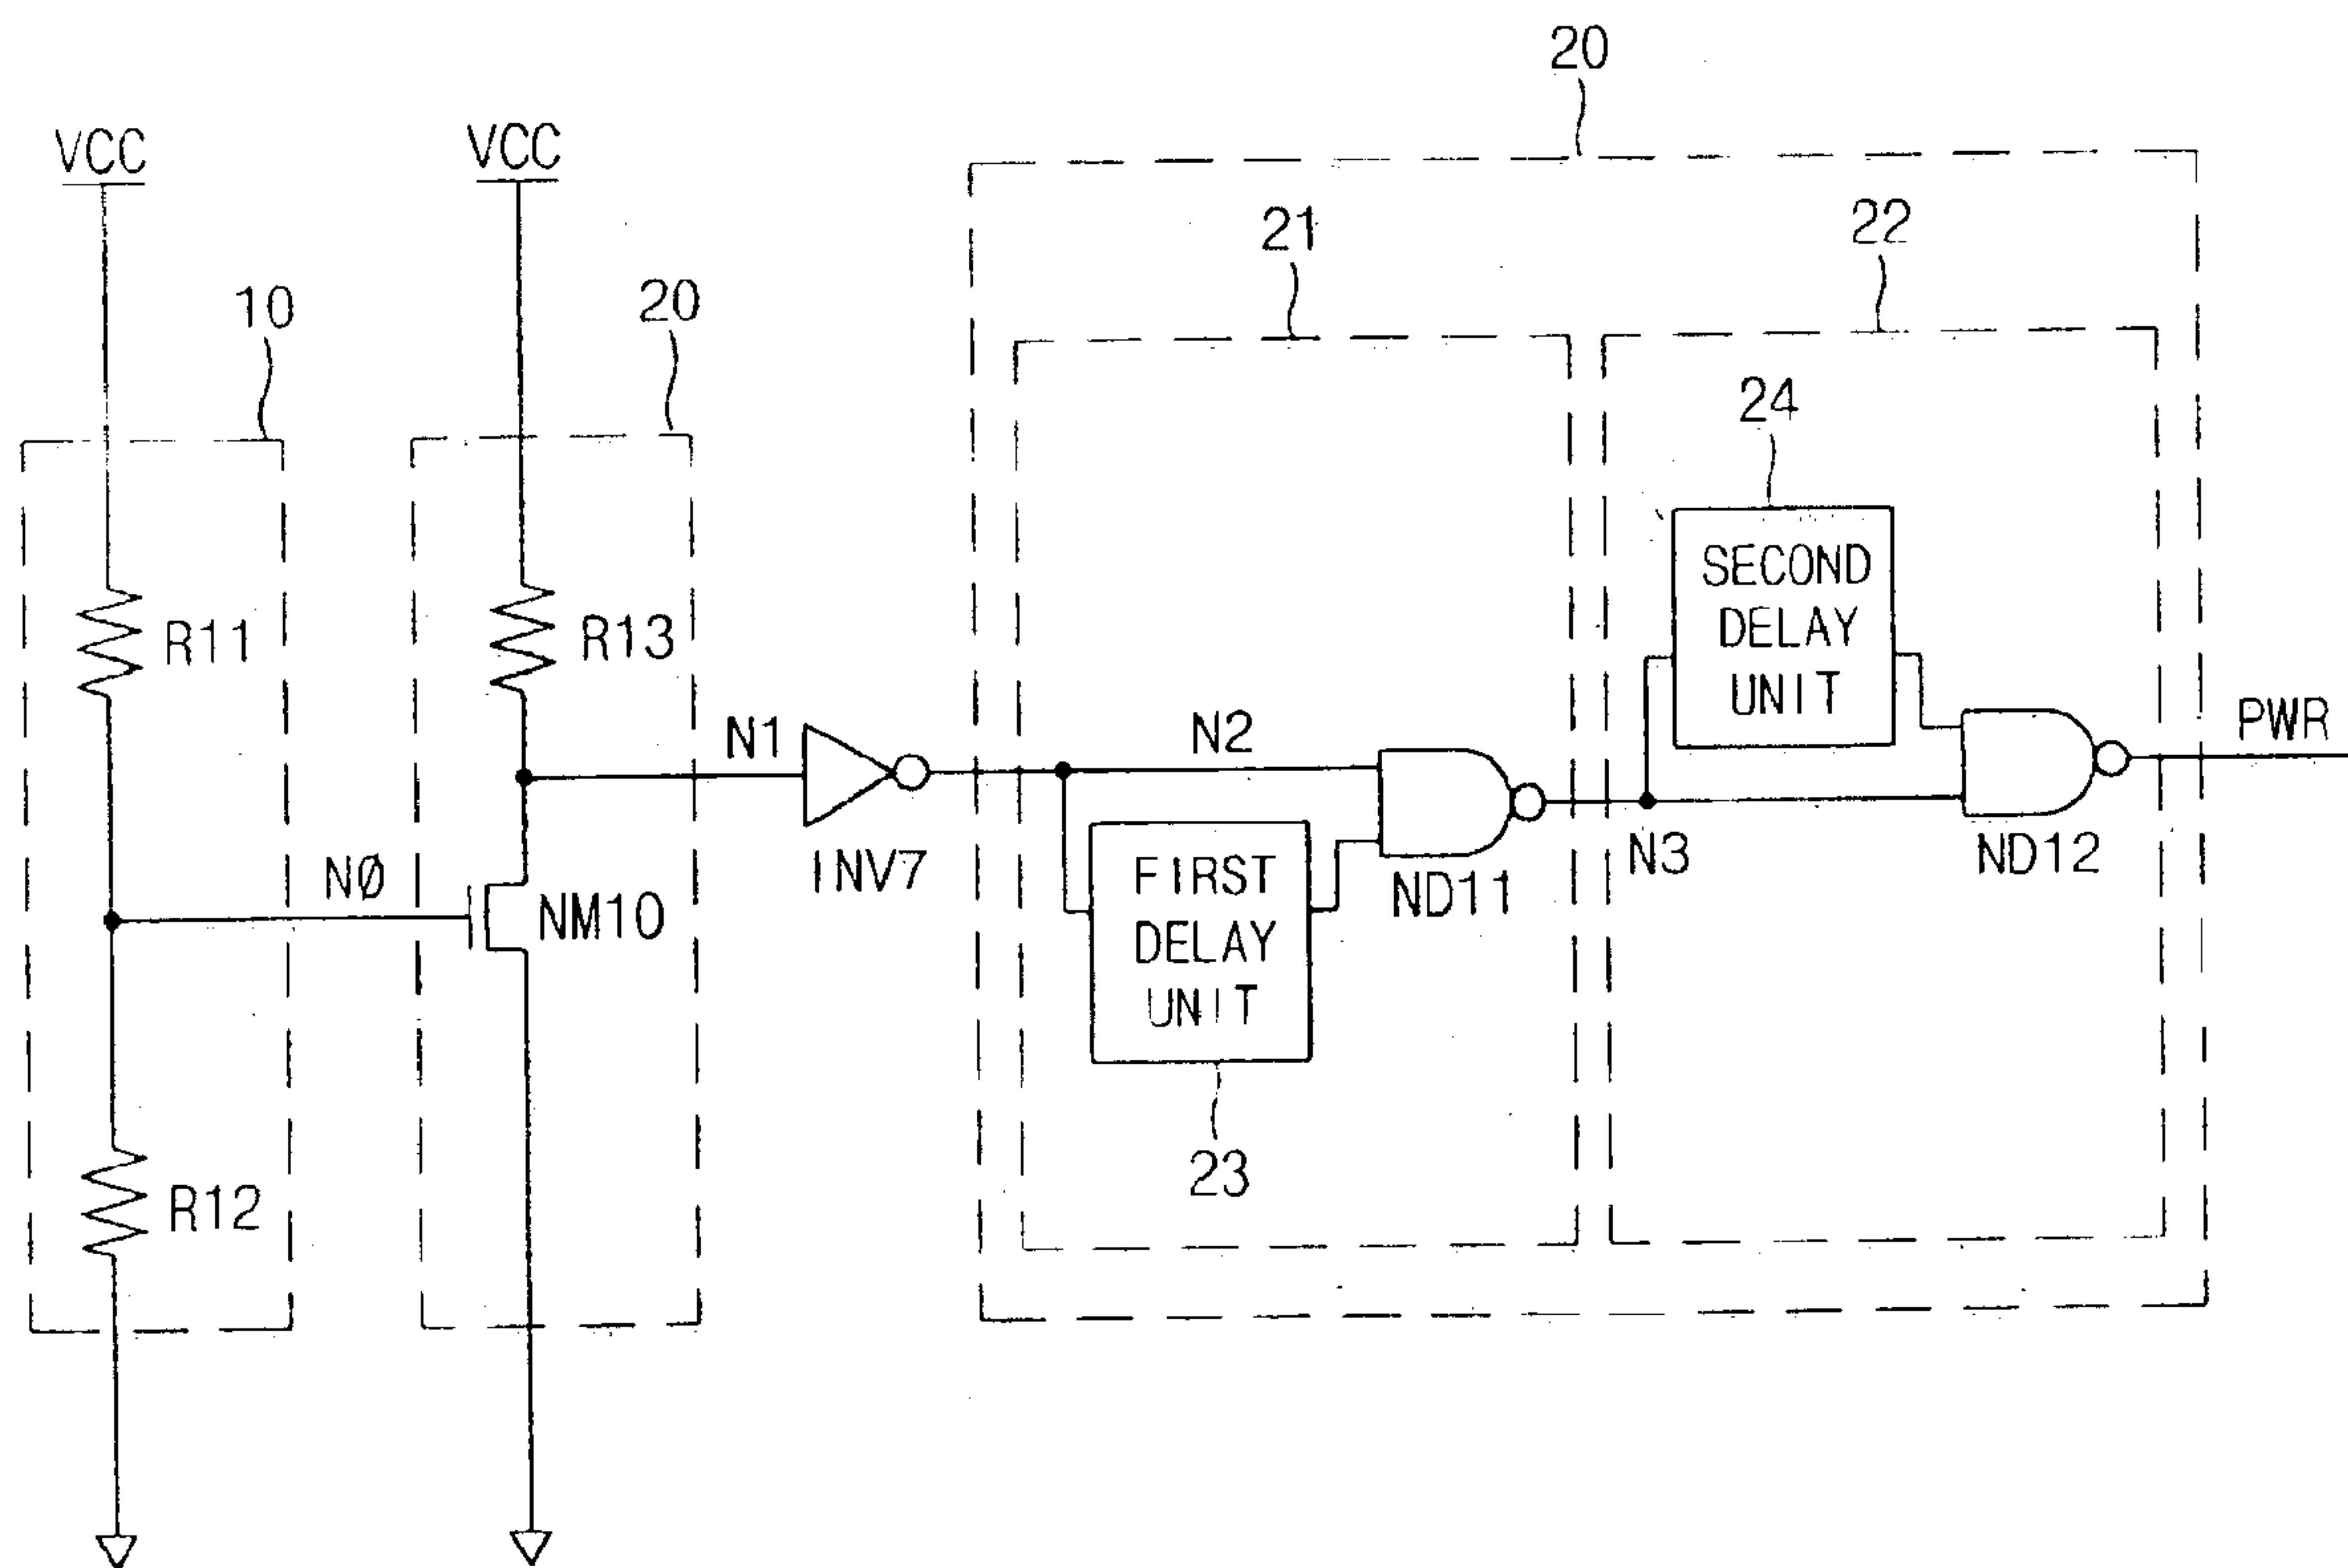 20
VCC
VCC
21
22
10
20
24
SECOND
DELAY
UNIT
R11
R13
N1
N2
PWR
INV7
FIRST
DELAY
UNIT
ND11
N3
ND12
NØ
NM10
23
R12